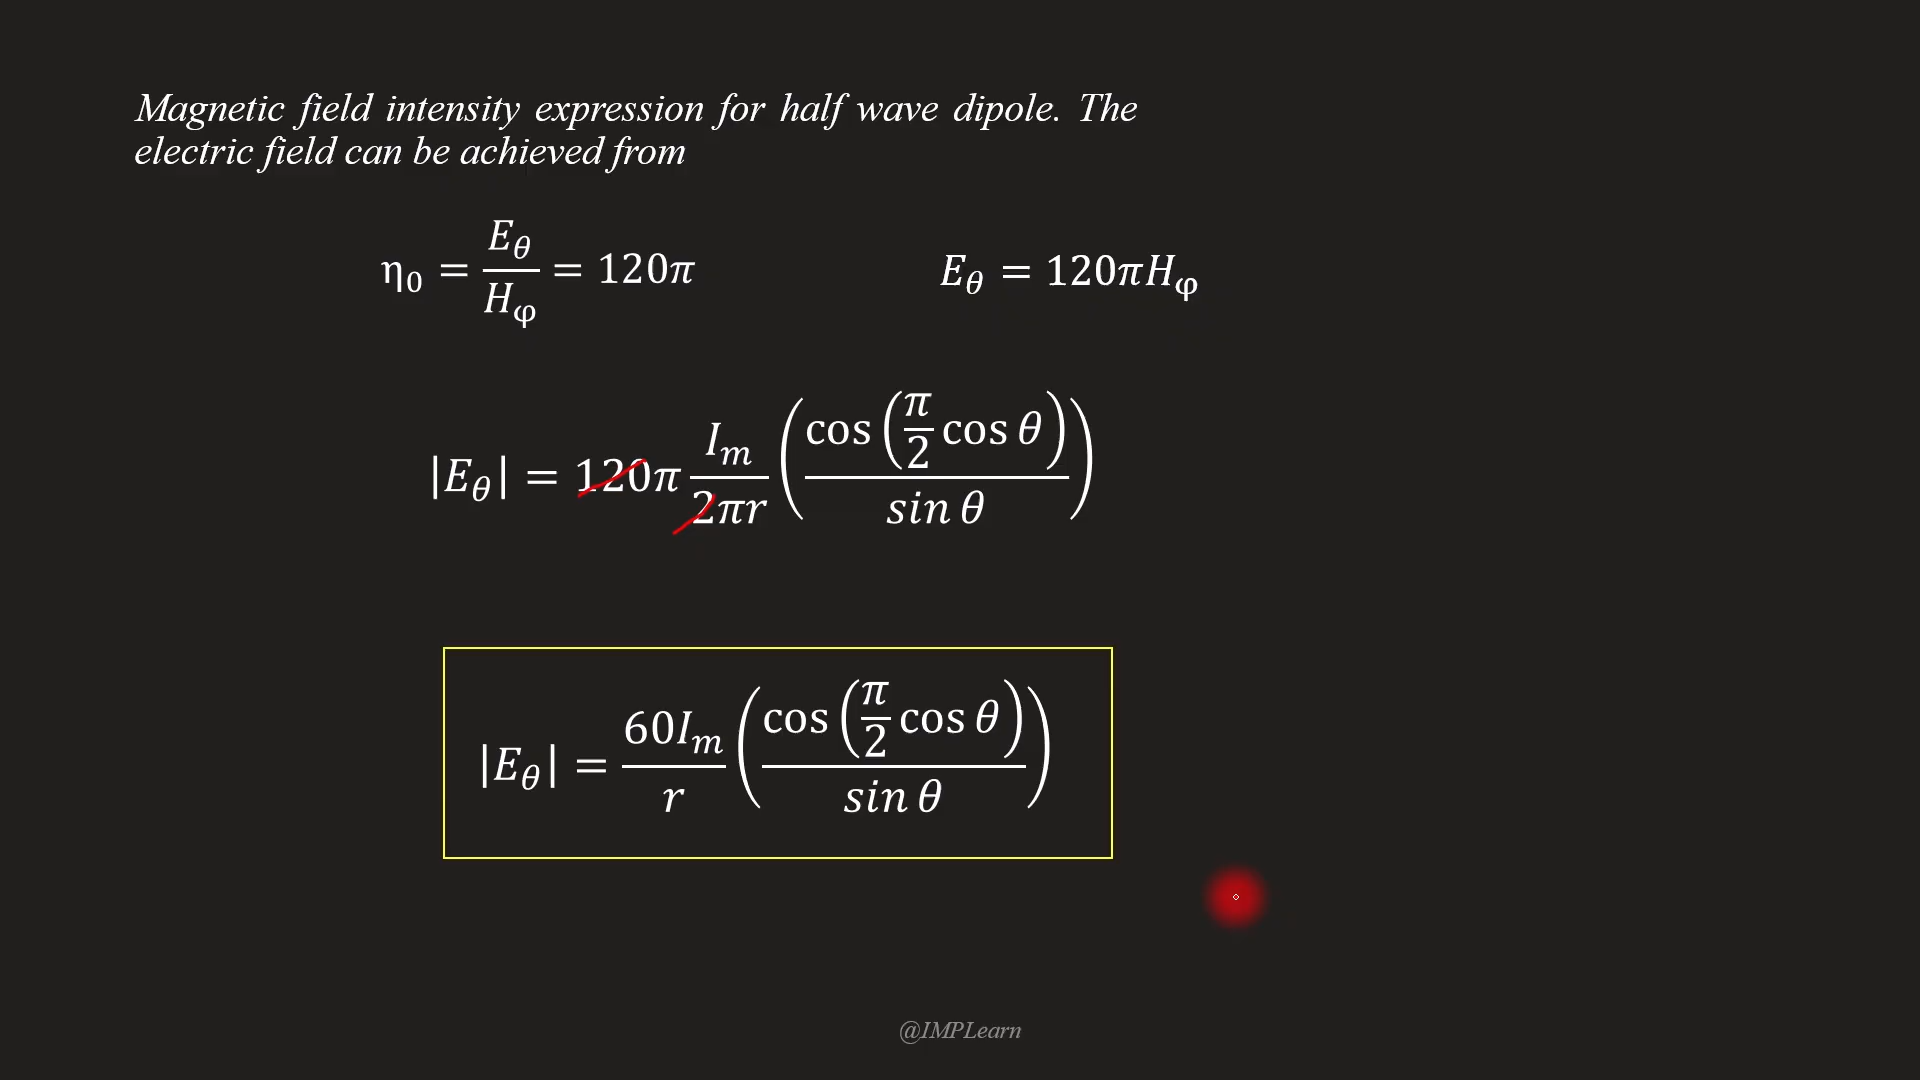 Magnetic field intensity expression for half wave dipole. The
electric field can be achieved from
η₀ = E_θ / H_φ = 120π
E_θ = 120πH_φ
|E_θ| = 120π I_m / 2πr ( cos ( π/2 cos θ ) / sin θ )
|E_θ| = 60I_m / r ( cos ( π/2 cos θ ) / sin θ )
@IMPLearn